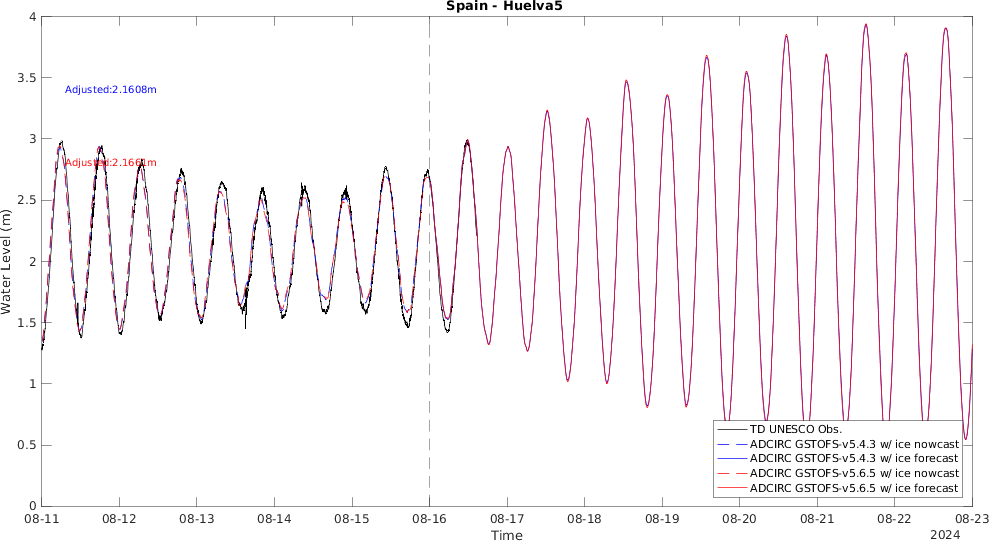 Spain - Huelva5
Water Level (m)
4
3.5
3
2.5
2
1.5
1
0.5
0
Adjusted:2.1608m
Adjusted:2.1661m
TD UNESCO Obs.
ADCIRC GSTOFS-v5.4.3 w/ ice nowcast
ADCIRC GSTOFS-v5.4.3 w/ ice forecast
ADCIRC GSTOFS-v5.6.5 w/ ice nowcast
ADCIRC GSTOFS-v5.6.5 w/ ice forecast
08-11 08-12 08-13 08-14 08-15 08-16 08-17 08-18 08-19 08-20 08-21 08-22 08-23
Time
2024